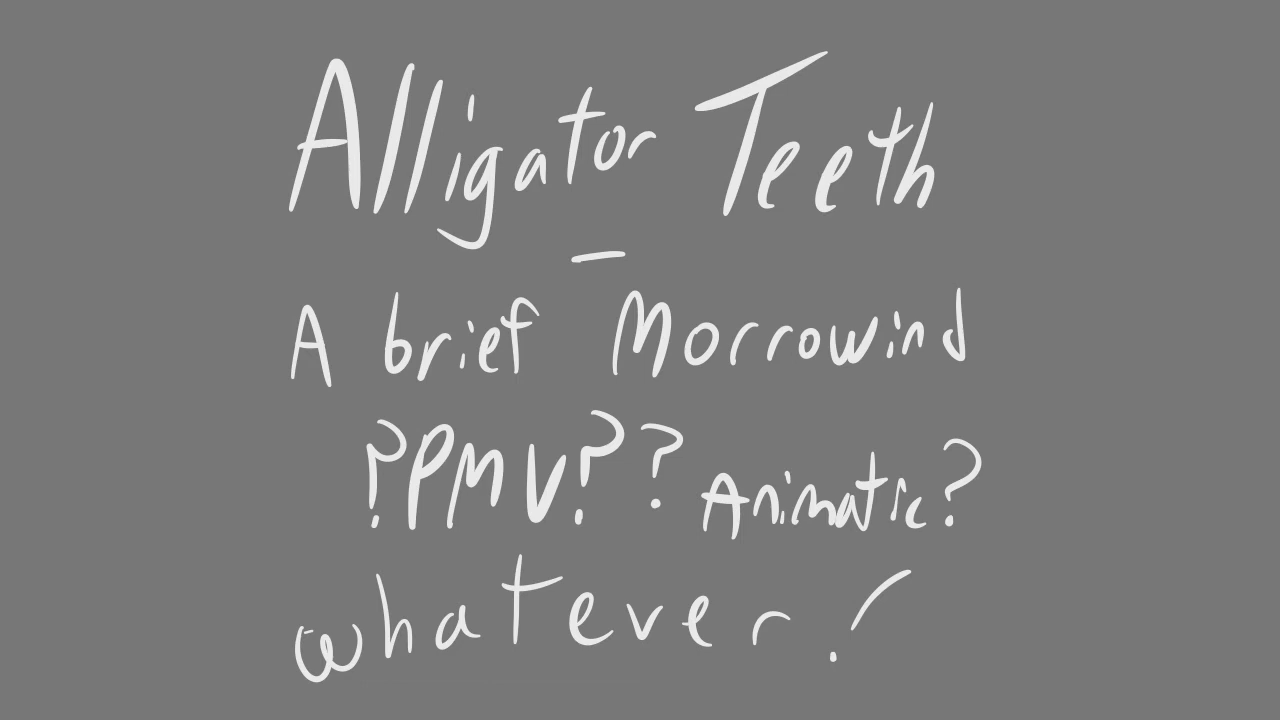 Alligator Teeth
—
A brief Morrowind
?PMV?? Animatic?
whatever!